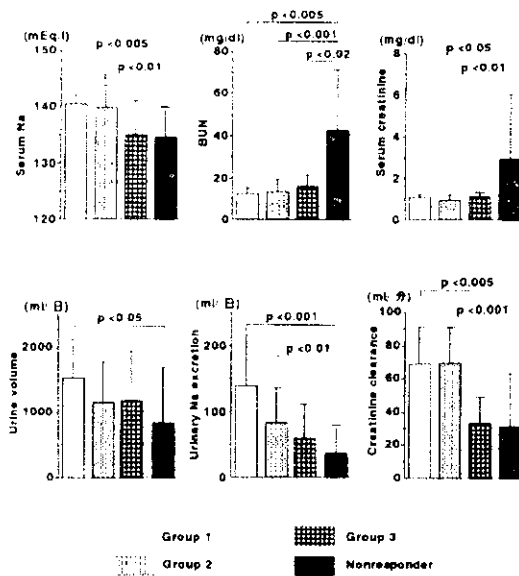 (mEq/l)
p <0.005
p <0.01
150
140
130
120
Serum Na
(mg/dl)
p <0.005
p <0.001
p <0.02
80
60
40
20
0
BUN
(mg/dl)
p <0.05
p <0.01
8
6
4
2
0
Serum creatinine
(ml/日)
p <0.05
2000
1000
0
Urine volume
(ml/日)
p <0.001
p <0.01
200
100
0
Urinary Na excretion
(ml/分)
p <0.005
p <0.001
100
80
60
40
20
0
Creatinine clearance
Group 1
Group 3
Group 2
Nonresponder